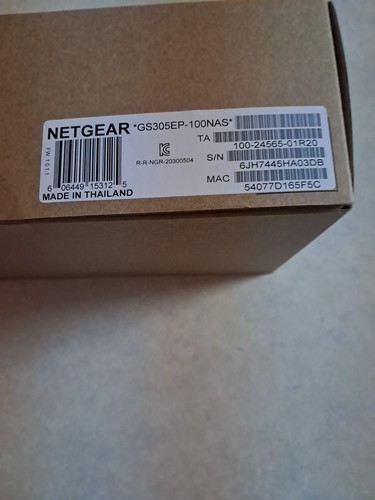 NETGEAR *GS305EP-100NAS*
TA
100-24565-01R20
FW1011
R-R-NGR-20300504
S/N
6JH7445HA03DB
MAC
54077D165F5C
6 06449 15312 5
MADE IN THAILAND